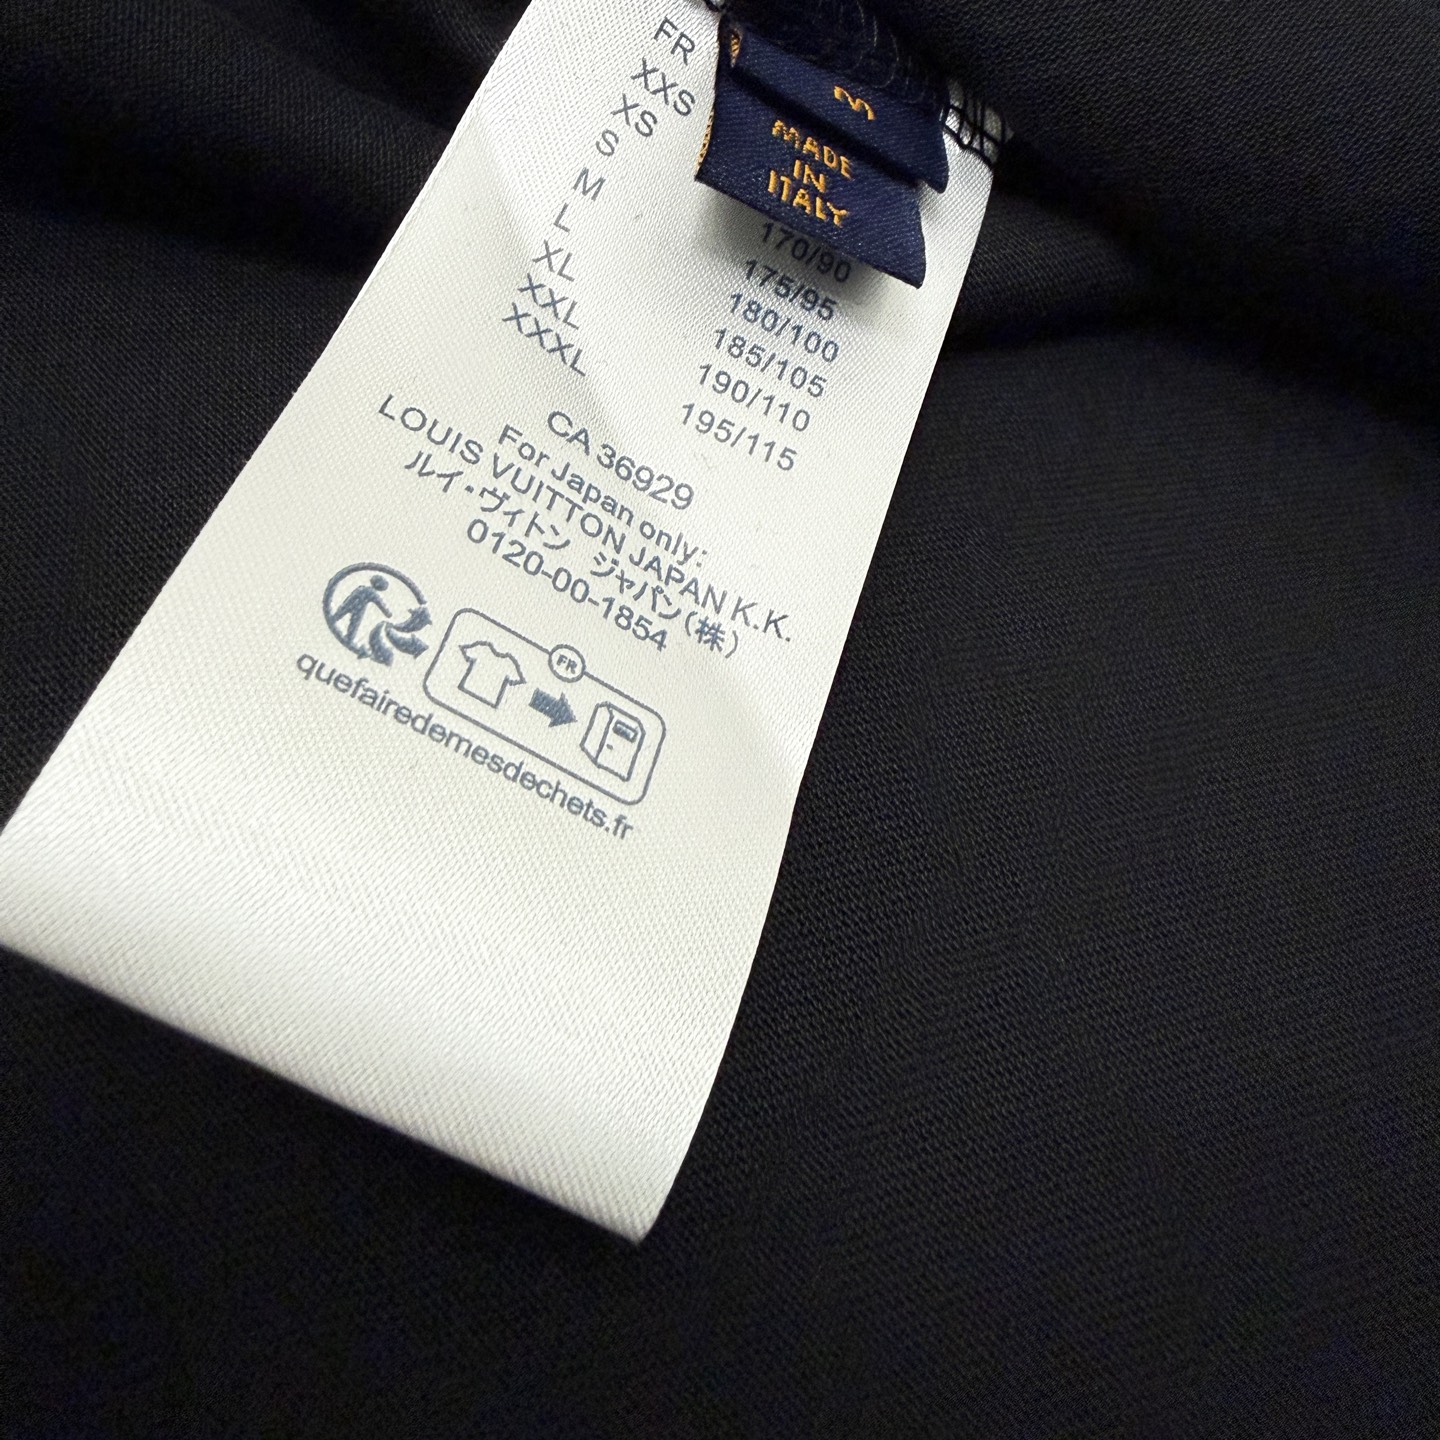 FR
XXS
XS
S
M
L
XL
XXL
XXXL
M
MADE
IN
ITALY
170/90
175/95
180/100
185/105
190/110
195/115
CA 36929
For Japan only:
LOUIS VUITTON JAPAN K.K.
ルイ・ヴィトン ジャパン(株)
0120-00-1854
FR
quefairedemesdechets.fr